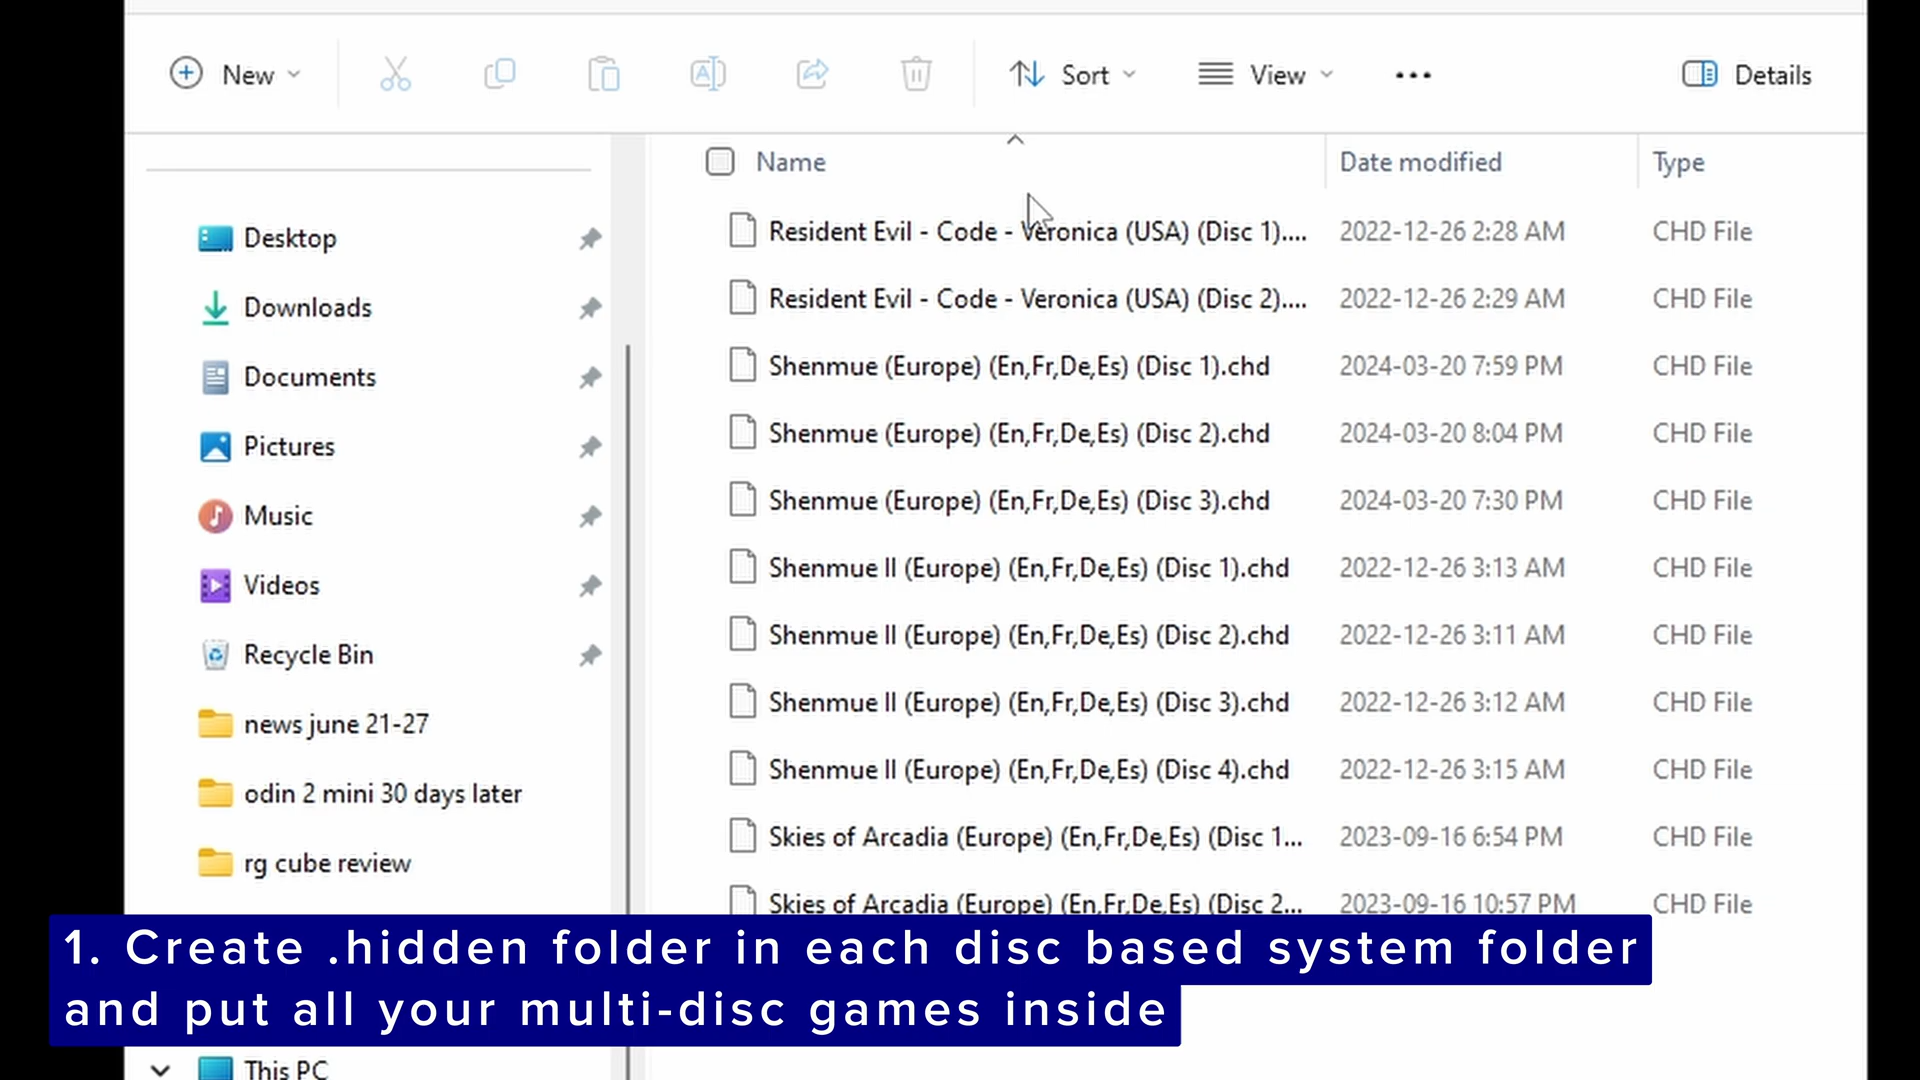 New
Sort
View
Details
Name
Date modified
Type
Desktop
Downloads
Documents
Pictures
Music
Videos
Recycle Bin
news june 21-27
odin 2 mini 30 days later
rg cube review
This PC
Resident Evil - Code - Veronica (USA) (Disc 1).... 2022-12-26 2:28 AM CHD File
Resident Evil - Code - Veronica (USA) (Disc 2).... 2022-12-26 2:29 AM CHD File
Shenmue (Europe) (En,Fr,De,Es) (Disc 1).chd 2024-03-20 7:59 PM CHD File
Shenmue (Europe) (En,Fr,De,Es) (Disc 2).chd 2024-03-20 8:04 PM CHD File
Shenmue (Europe) (En,Fr,De,Es) (Disc 3).chd 2024-03-20 7:30 PM CHD File
Shenmue II (Europe) (En,Fr,De,Es) (Disc 1).chd 2022-12-26 3:13 AM CHD File
Shenmue II (Europe) (En,Fr,De,Es) (Disc 2).chd 2022-12-26 3:11 AM CHD File
Shenmue II (Europe) (En,Fr,De,Es) (Disc 3).chd 2022-12-26 3:12 AM CHD File
Shenmue II (Europe) (En,Fr,De,Es) (Disc 4).chd 2022-12-26 3:15 AM CHD File
Skies of Arcadia (Europe) (En,Fr,De,Es) (Disc 1... 2023-09-16 6:54 PM CHD File
Skies of Arcadia (Europe) (En,Fr,De,Es) (Disc 2... 2023-09-16 10:57 PM CHD File
1. Create .hidden folder in each disc based system folder
and put all your multi-disc games inside